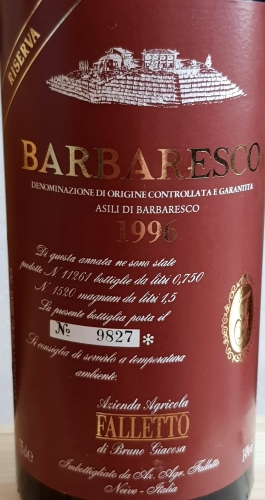 RISERVA
BARBARESCO
DENOMINAZIONE DI ORIGINE CONTROLLATA E GARANTITA
ASILI DI BARBARESCO
1996
Di questa annata ne sono state
prodotte N° 11261 bottiglie da litri 0,750
N° 1520 magnum da litri 1,5
La presente bottiglia porta il
No 9827 *
Si consiglia di servirlo a temperatura
ambiente.
Azienda Agricola
FALLETTO
di Bruno Giacosa
Imbottigliato da Az. Agr. Falletto
Neive - Italia
75cl
14%